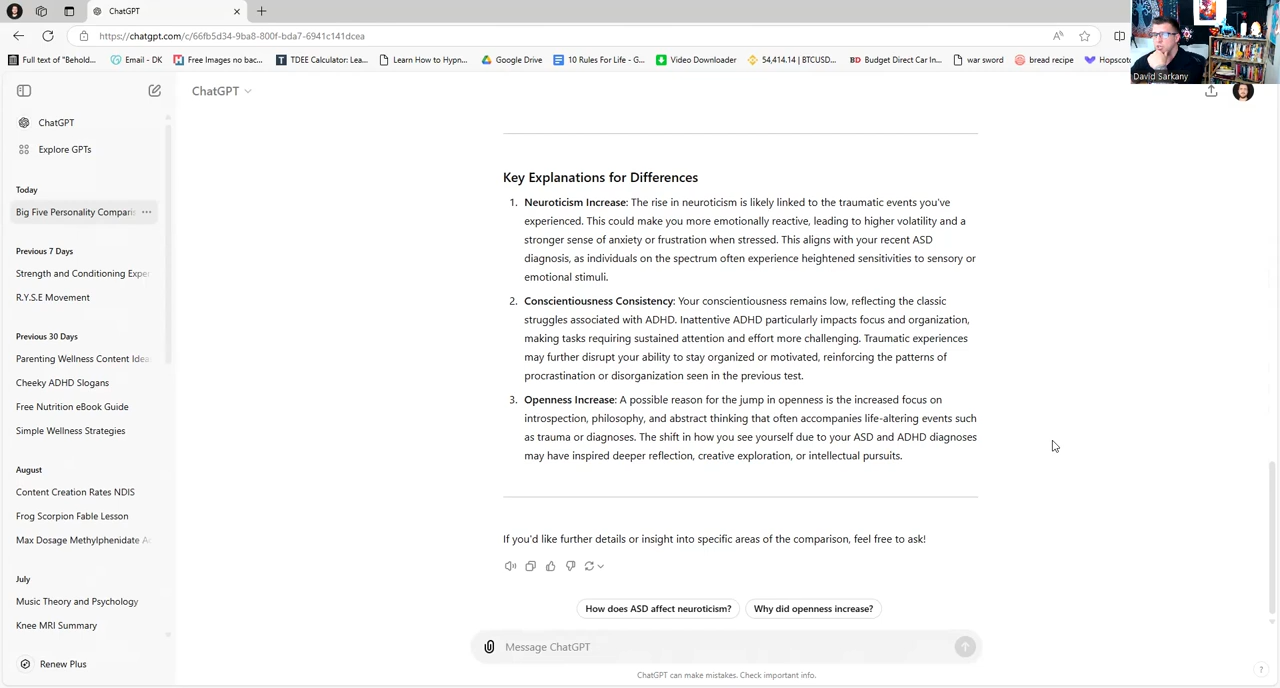 ChatGPT
https://chatgpt.com/c/66fb5d34-9ba8-800f-bda7-6941c141dcea
Full text of "Behold... Email - DK Free Images no bac... TDEE Calculator: Lea... Learn How to Hypn... Google Drive 10 Rules For Life - G... Video Downloader 54,414.14 | BTCUSD... BD Budget Direct Car In... war sword bread recipe Hopscot
David Sarkany
ChatGPT
ChatGPT
Explore GPTs
Today
Big Five Personality Comparis
Previous 7 Days
Strength and Conditioning Exper
R.Y.S.E Movement
Previous 30 Days
Parenting Wellness Content Idea
Cheeky ADHD Slogans
Free Nutrition eBook Guide
Simple Wellness Strategies
August
Content Creation Rates NDIS
Frog Scorpion Fable Lesson
Max Dosage Methylphenidate A
July
Music Theory and Psychology
Knee MRI Summary
Renew Plus
Key Explanations for Differences
1. Neuroticism Increase: The rise in neuroticism is likely linked to the traumatic events you've
experienced. This could make you more emotionally reactive, leading to higher volatility and a
stronger sense of anxiety or frustration when stressed. This aligns with your recent ASD
diagnosis, as individuals on the spectrum often experience heightened sensitivities to sensory or
emotional stimuli.
2. Conscientiousness Consistency: Your conscientiousness remains low, reflecting the classic
struggles associated with ADHD. Inattentive ADHD particularly impacts focus and organization,
making tasks requiring sustained attention and effort more challenging. Traumatic experiences
may further disrupt your ability to stay organized or motivated, reinforcing the patterns of
procrastination or disorganization seen in the previous test.
3. Openness Increase: A possible reason for the jump in openness is the increased focus on
introspection, philosophy, and abstract thinking that often accompanies life-altering events such
as trauma or diagnoses. The shift in how you see yourself due to your ASD and ADHD diagnoses
may have inspired deeper reflection, creative exploration, or intellectual pursuits.
If you'd like further details or insight into specific areas of the comparison, feel free to ask!
How does ASD affect neuroticism? Why did openness increase?
Message ChatGPT
ChatGPT can make mistakes. Check important info.
?